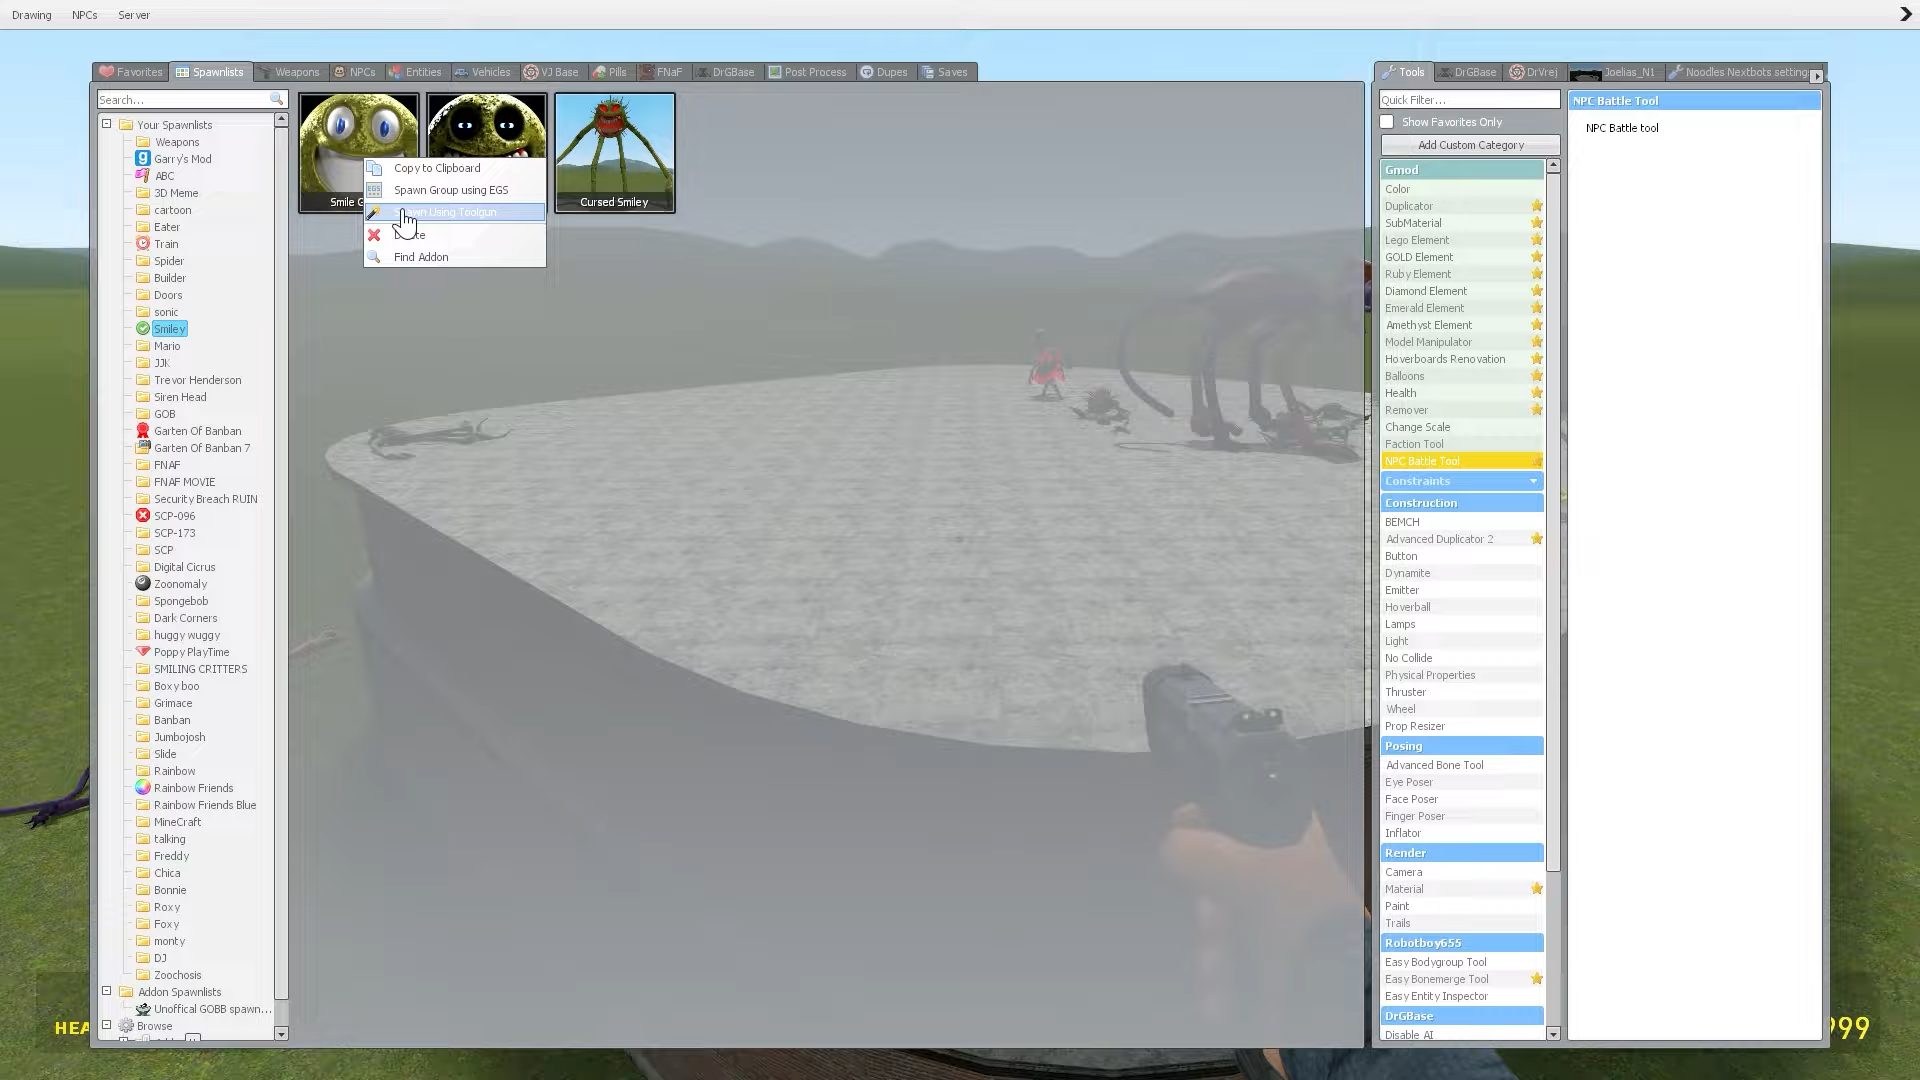 Drawing NPCs Server
Favorites Spawnlists Weapons NPCs Entities Vehicles VJ Base Pills FNaF DrGBase Post Process Dupes Saves
Search...
Your Spawnlists
Weapons
Garry's Mod
ABC
3D Meme
cartoon
Eater
Train
Spider
Builder
Doors
sonic
Smiley
Mario
JJK
Trevor Henderson
Siren Head
GOB
Garten Of Banban
Garten Of Banban 7
FNAF
FNAF MOVIE
Security Breach RUIN
SCP-096
SCP-173
SCP
Digital Cicrus
Zoonomaly
Spongebob
Dark Corners
huggy wuggy
Poppy PlayTime
SMILING CRITTERS
Boxy boo
Grimace
Banban
Jumbojosh
Slide
Rainbow
Rainbow Friends
Rainbow Friends Blue
MineCraft
talking
Freddy
Chica
Bonnie
Roxy
Foxy
monty
DJ
Zoochosis
Addon Spawnlists
Unoffical GOBB spawn...
Browse
HEA
Smile
Cursed Smiley
Copy to Clipboard
EGS Spawn Group using EGS
Using Toolgun
Find Addon
Tools DrGBase DrVrej Joelias_N1 Noodles Nextbots setting
Quick Filter...
Show Favorites Only
Add Custom Category
Gmod
Color
Duplicator
SubMaterial
Lego Element
GOLD Element
Ruby Element
Diamond Element
Emerald Element
Amethyst Element
Model Manipulator
Hoverboards Renovation
Balloons
Health
Remover
Change Scale
Faction Tool
NPC Battle Tool
Constraints
Construction
BEMCH
Advanced Duplicator 2
Button
Dynamite
Emitter
Hoverball
Lamps
Light
No Collide
Physical Properties
Thruster
Wheel
Prop Resizer
Posing
Advanced Bone Tool
Eye Poser
Face Poser
Finger Poser
Inflator
Render
Camera
Material
Paint
Trails
Robotboy655
Easy Bodygroup Tool
Easy Bonemerge Tool
Easy Entity Inspector
DrGBase
Disable AI
NPC Battle Tool
NPC Battle tool
999